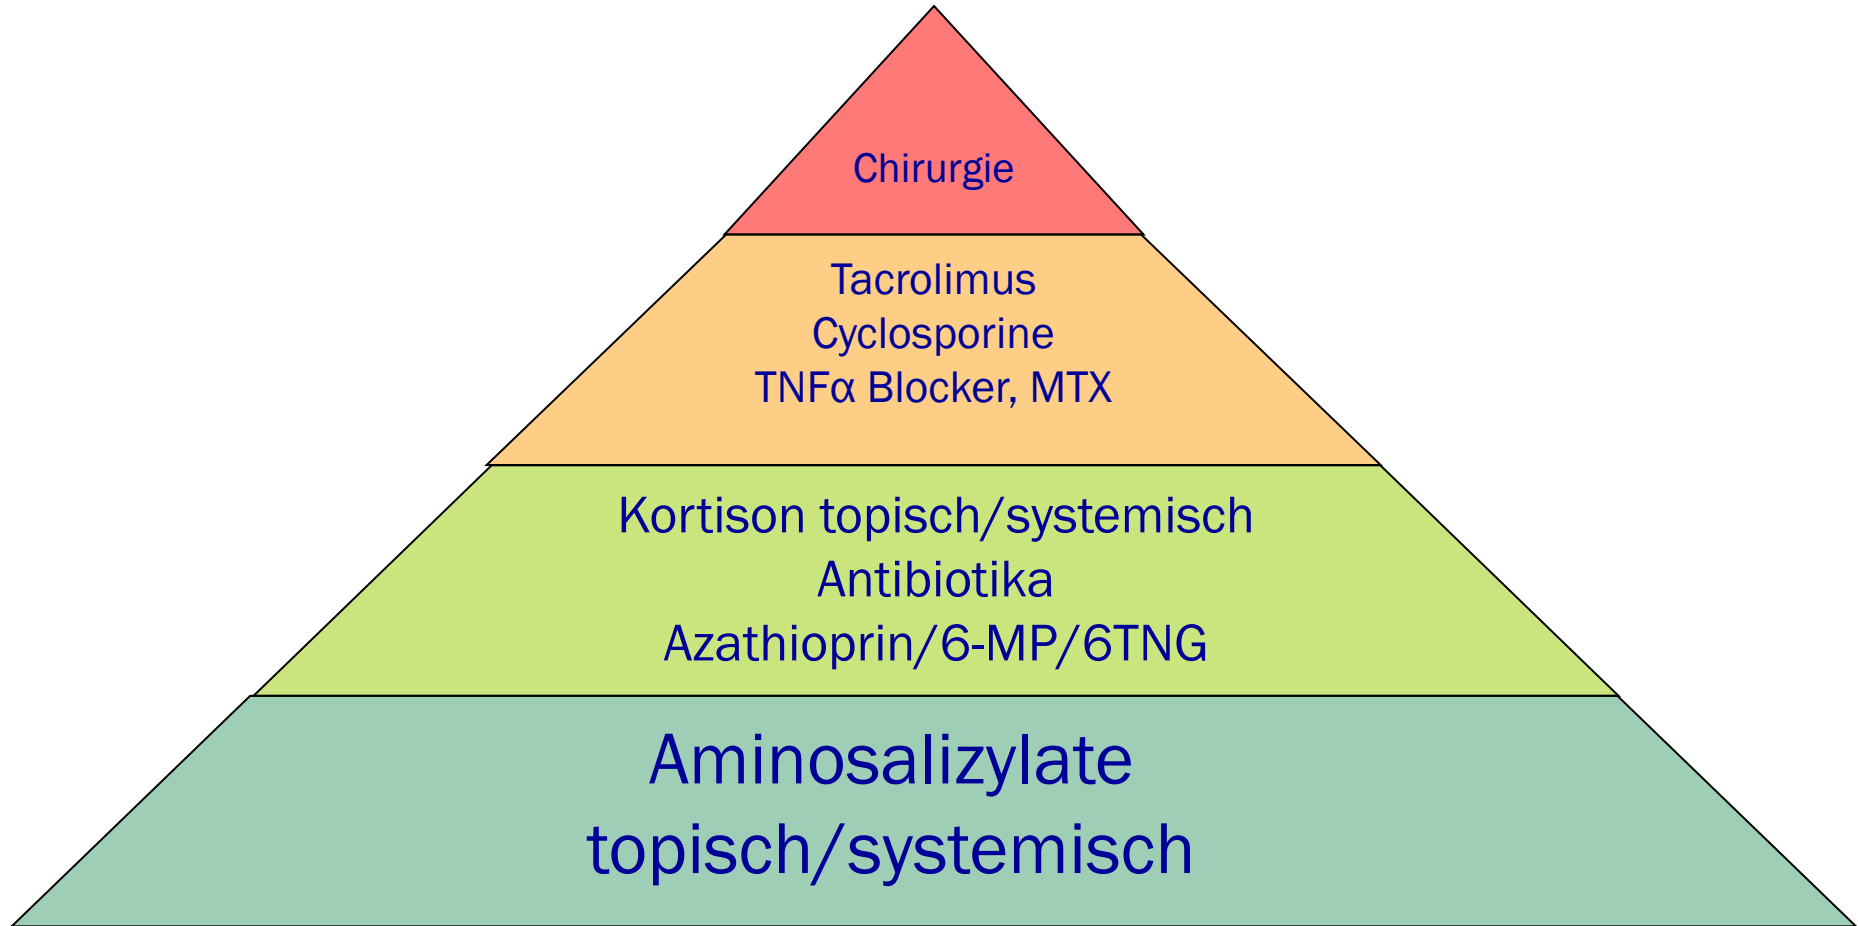 Chirurgie
Tacrolimus
Cyclosporine
TNFα Blocker, MTX
Kortison topisch/systemisch
Antibiotika
Azathioprin/6-MP/6TNG
Aminosalizylate
topisch/systemisch